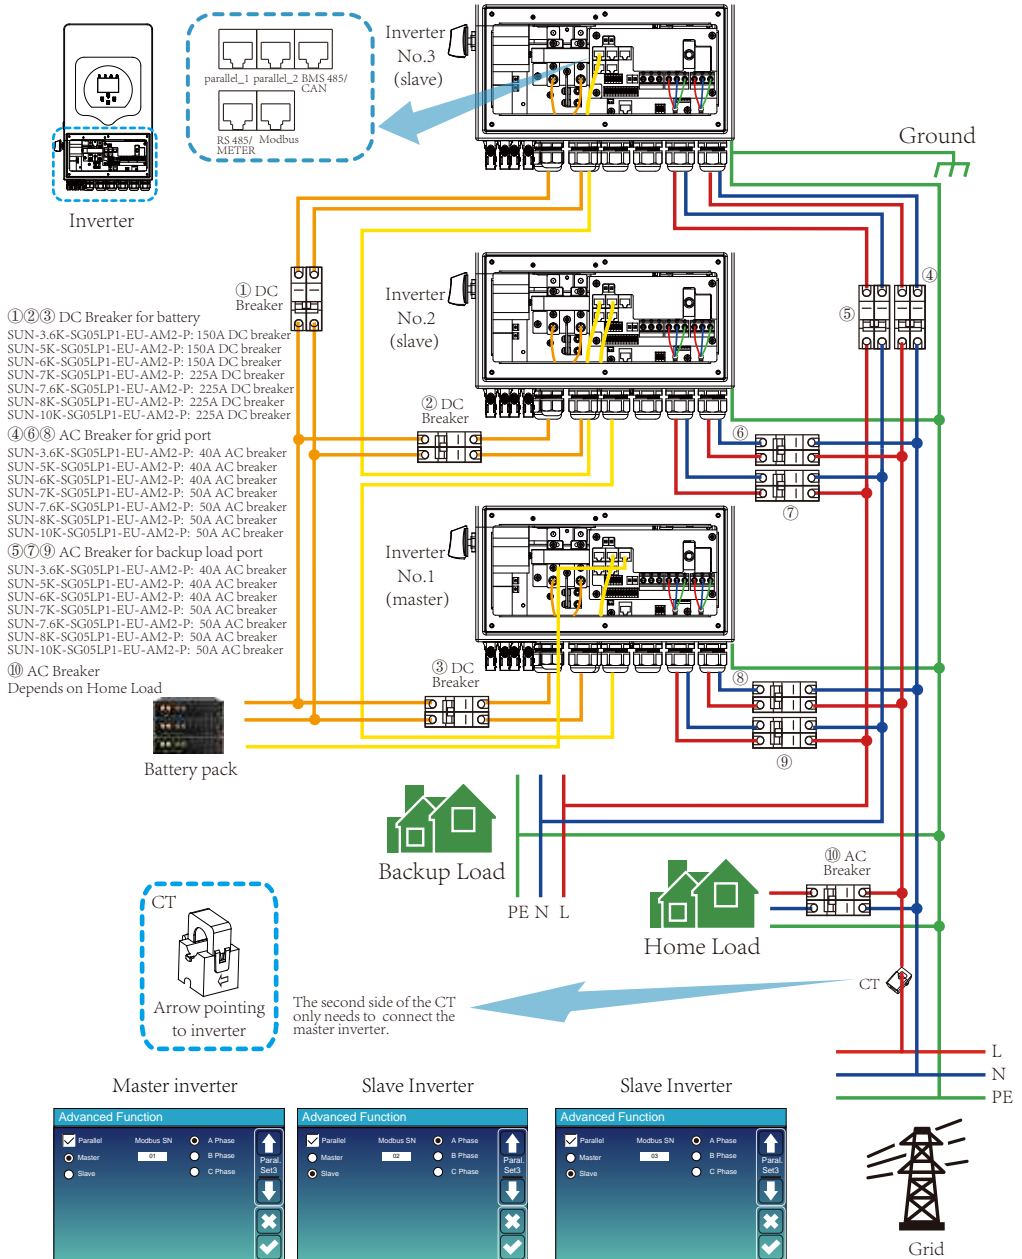 parallel_1 parallel_2 BMS 485/
CAN
RS 485/ Modbus
METER
Inverter
Inverter
No.3
(slave)
Ground
① DC
Breaker
④
⑤
Inverter
No.2
(slave)
①②③ DC Breaker for battery
SUN-3.6K-SG05LP1-EU-AM2-P: 150A DC breaker
SUN-5K-SG05LP1-EU-AM2-P: 150A DC breaker
SUN-6K-SG05LP1-EU-AM2-P: 150A DC breaker
SUN-7K-SG05LP1-EU-AM2-P: 225A DC breaker
SUN-7.6K-SG05LP1-EU-AM2-P: 225A DC breaker
SUN-8K-SG05LP1-EU-AM2-P: 225A DC breaker
SUN-10K-SG05LP1-EU-AM2-P: 225A DC breaker
④⑥⑧ AC Breaker for grid port
SUN-3.6K-SG05LP1-EU-AM2-P: 40A AC breaker
SUN-5K-SG05LP1-EU-AM2-P: 40A AC breaker
SUN-6K-SG05LP1-EU-AM2-P: 40A AC breaker
SUN-7K-SG05LP1-EU-AM2-P: 50A AC breaker
SUN-7.6K-SG05LP1-EU-AM2-P: 50A AC breaker
SUN-8K-SG05LP1-EU-AM2-P: 50A AC breaker
SUN-10K-SG05LP1-EU-AM2-P: 50A AC breaker
⑤⑦⑨ AC Breaker for backup load port
SUN-3.6K-SG05LP1-EU-AM2-P: 40A AC breaker
SUN-5K-SG05LP1-EU-AM2-P: 40A AC breaker
SUN-6K-SG05LP1-EU-AM2-P: 40A AC breaker
SUN-7K-SG05LP1-EU-AM2-P: 50A AC breaker
SUN-7.6K-SG05LP1-EU-AM2-P: 50A AC breaker
SUN-8K-SG05LP1-EU-AM2-P: 50A AC breaker
SUN-10K-SG05LP1-EU-AM2-P: 50A AC breaker
⑩ AC Breaker
Depends on Home Load
② DC
Breaker
⑥
⑦
Inverter
No.1
(master)
③ DC
Breaker
⑧
⑨
Battery pack
Backup Load
PE N L
⑩ AC
Breaker
Home Load
CT
Arrow pointing
to inverter
The second side of the CT
only needs to connect the
master inverter.
CT
L
N
PE
Grid
Master inverter
Advanced Function
Parallel Modbus SN A Phase
Master 01 B Phase
Slave C Phase
Paral.
Set3
Slave Inverter
Advanced Function
Parallel Modbus SN A Phase
Master 02 B Phase
Slave C Phase
Paral.
Set3
Slave Inverter
Advanced Function
Parallel Modbus SN A Phase
Master 03 B Phase
Slave C Phase
Paral.
Set3